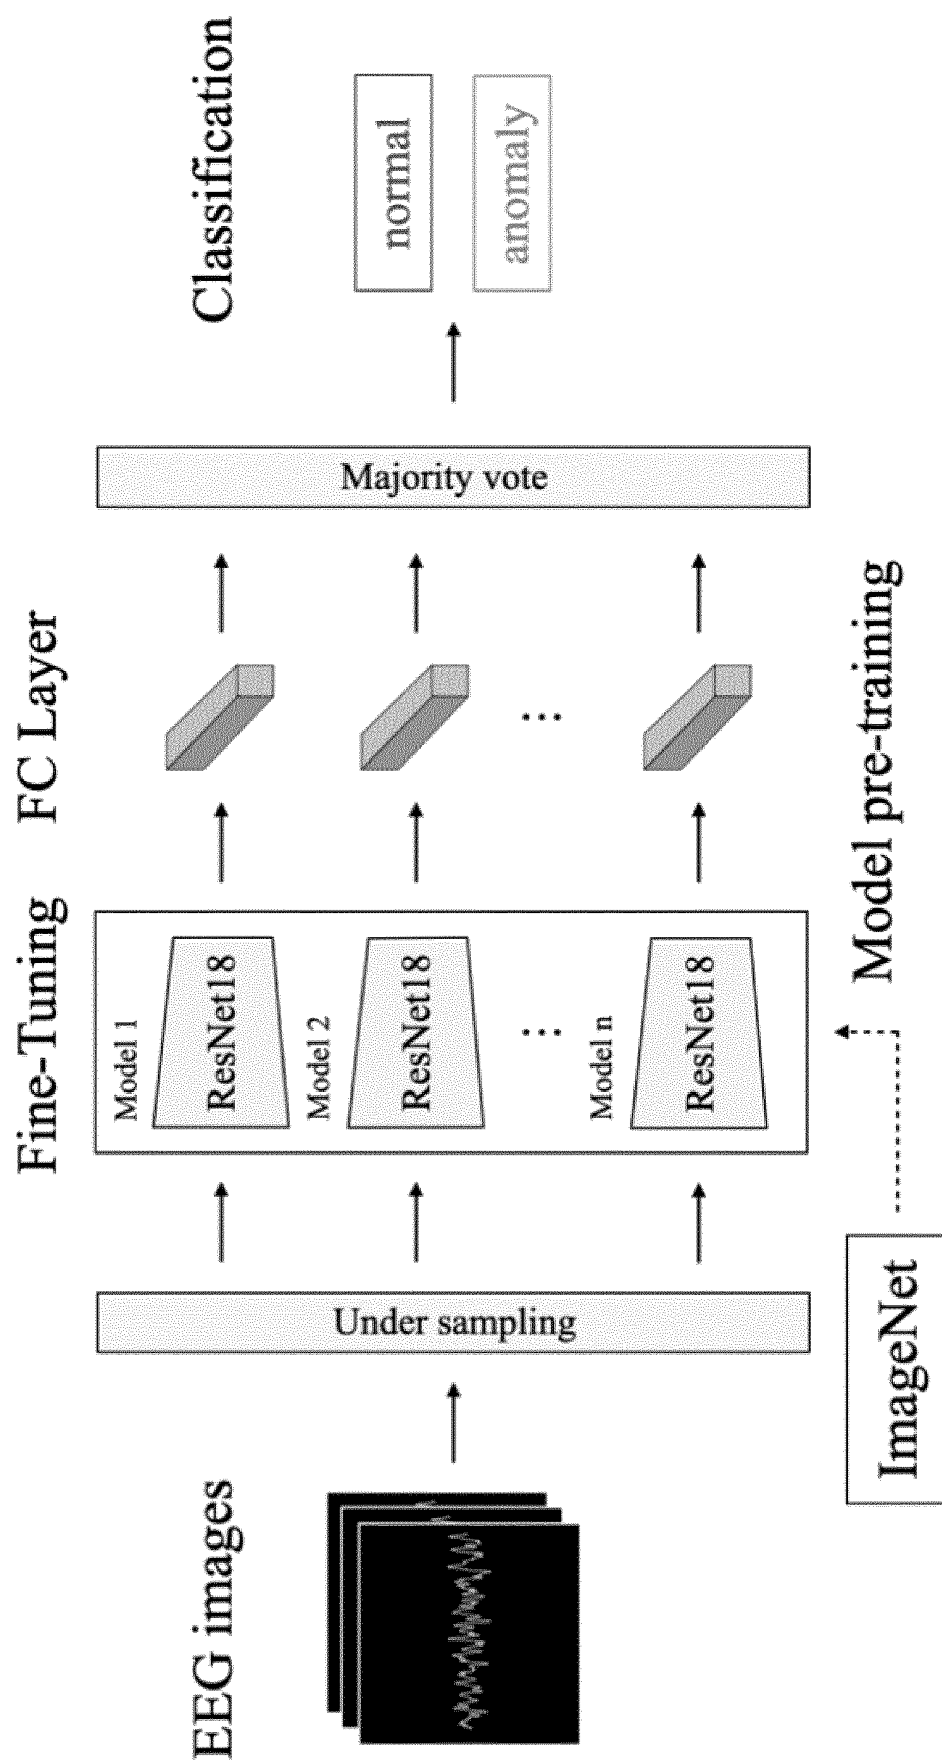 EEG images
Under sampling
Fine-Tuning
Model 1
ResNet18
Model 2
ResNet18
...
Model n
ResNet18
FC Layer
...
Majority vote
Classification
normal
anomaly
ImageNet
Model pre-training